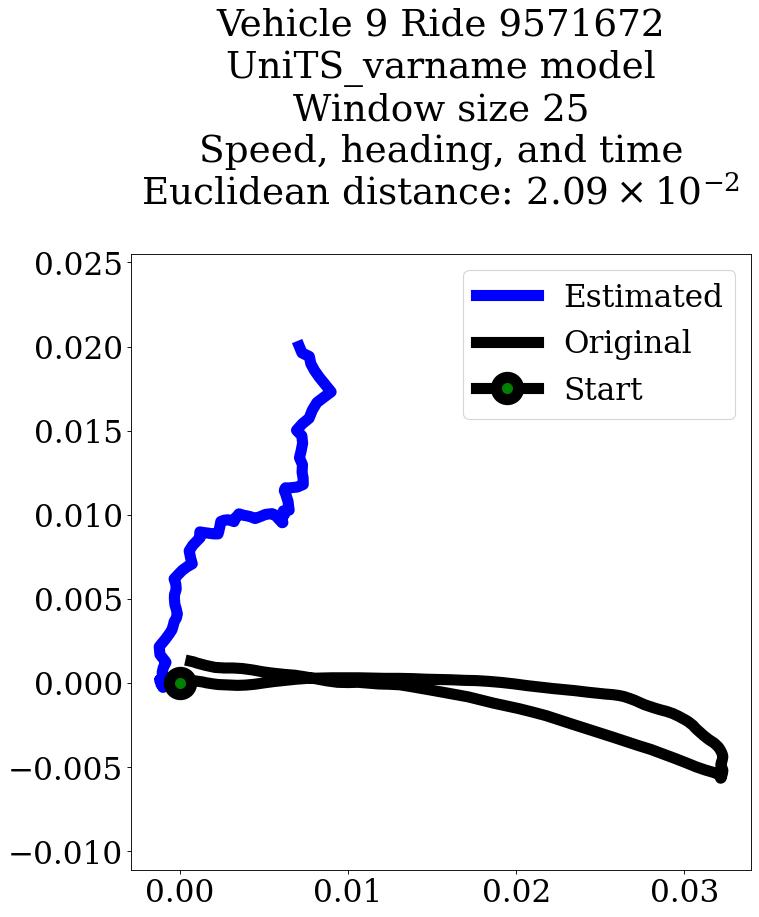 Vehicle 9 Ride 9571672
UniTS_varname model
Window size 25
Speed, heading, and time
Euclidean distance: 2.09 × 10⁻²
Estimated
Original
Start
0.025
0.020
0.015
0.010
0.005
0.000
−0.005
−0.010
0.00 0.01 0.02 0.03